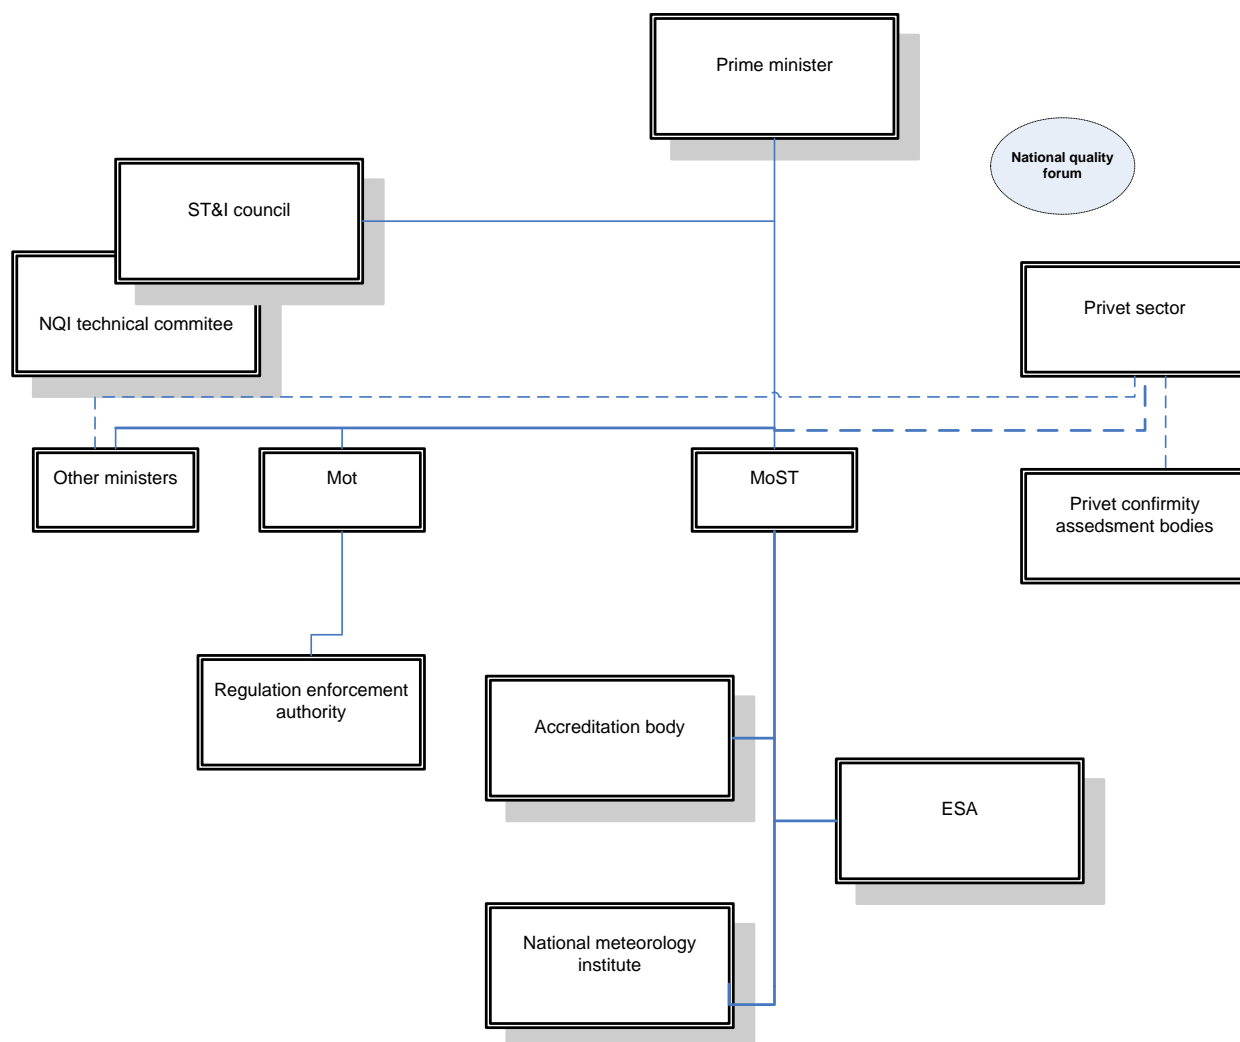 Prime minister
National quality
forum
ST&I council
NQI technical commitee
Privet sector
Other ministers
Mot
MoST
Privet confirmity
assedsment bodies
Regulation enforcement
authority
Accreditation body
ESA
National meteorology
institute